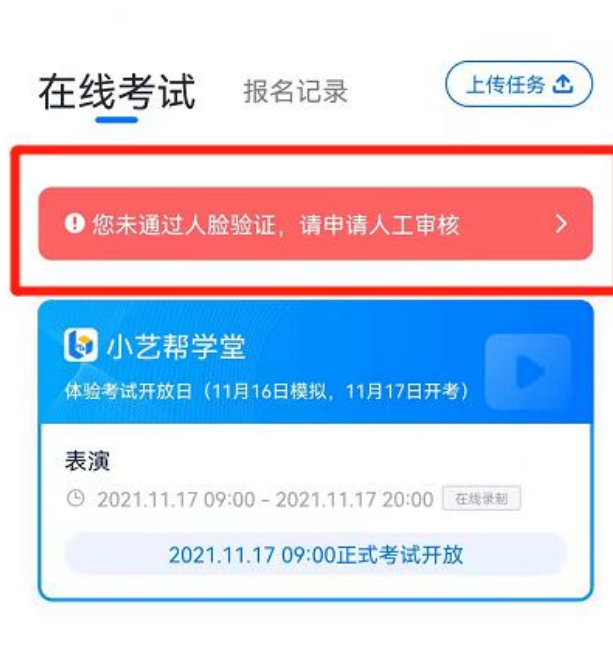 在线考试 报名记录 上传任务
您未通过人脸验证，请申请人工审核
小艺帮学堂
体验考试开放日（11月16日模拟，11月17日开考）
表演
2021.11.17 09:00 - 2021.11.17 20:00 在线录制
2021.11.17 09:00正式考试开放